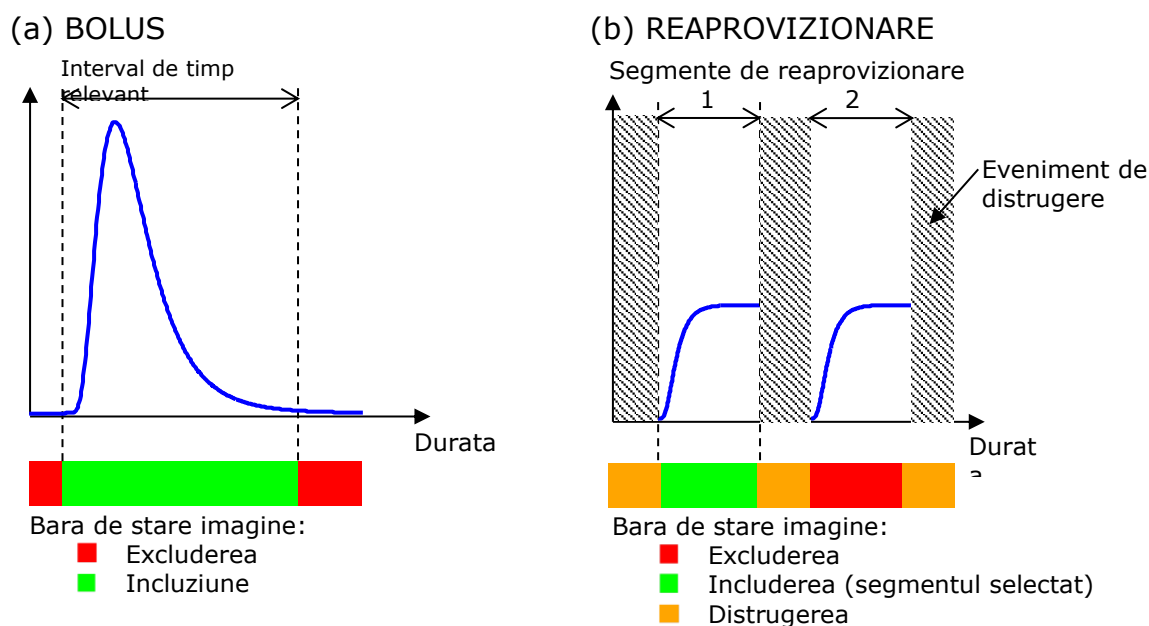 (a) BOLUS
Interval de timp
relevant
Durata
Bara de stare imagine:
Excluderea
Incluziune
(b) REAPROVIZIONARE
Segmente de reaprovizionare
1
2
Eveniment de
distrugere
Durat
a
Bara de stare imagine:
Excluderea
Includerea (segmentul selectat)
Distrugerea